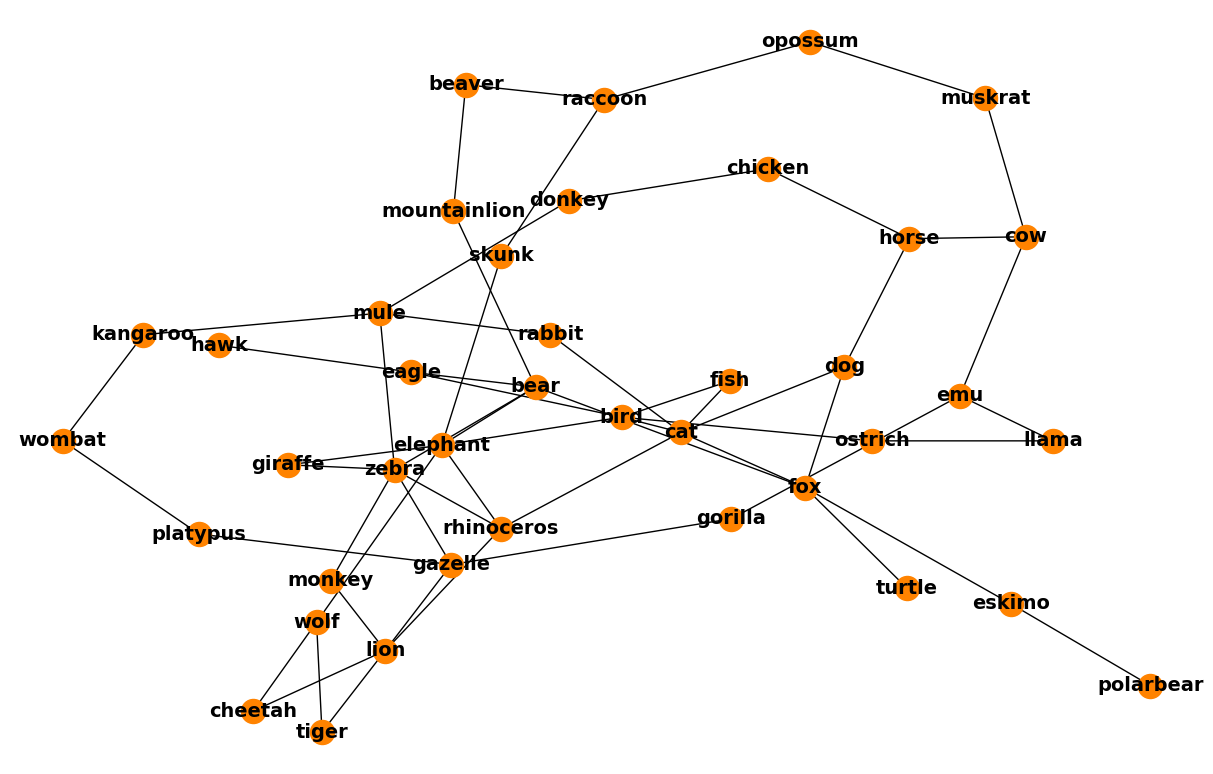 opossum
beaver
raccoon
muskrat
chicken
donkey
mountainlion
horse
cow
skunk
mule
kangaroo
rabbit
hawk
dog
eagle
fish
bear
emu
bird
cat
wombat
elephant
ostrich
llama
giraffe
zebra
fox
gorilla
rhinoceros
platypus
gazelle
monkey
turtle
eskimo
wolf
lion
polarbear
cheetah
tiger